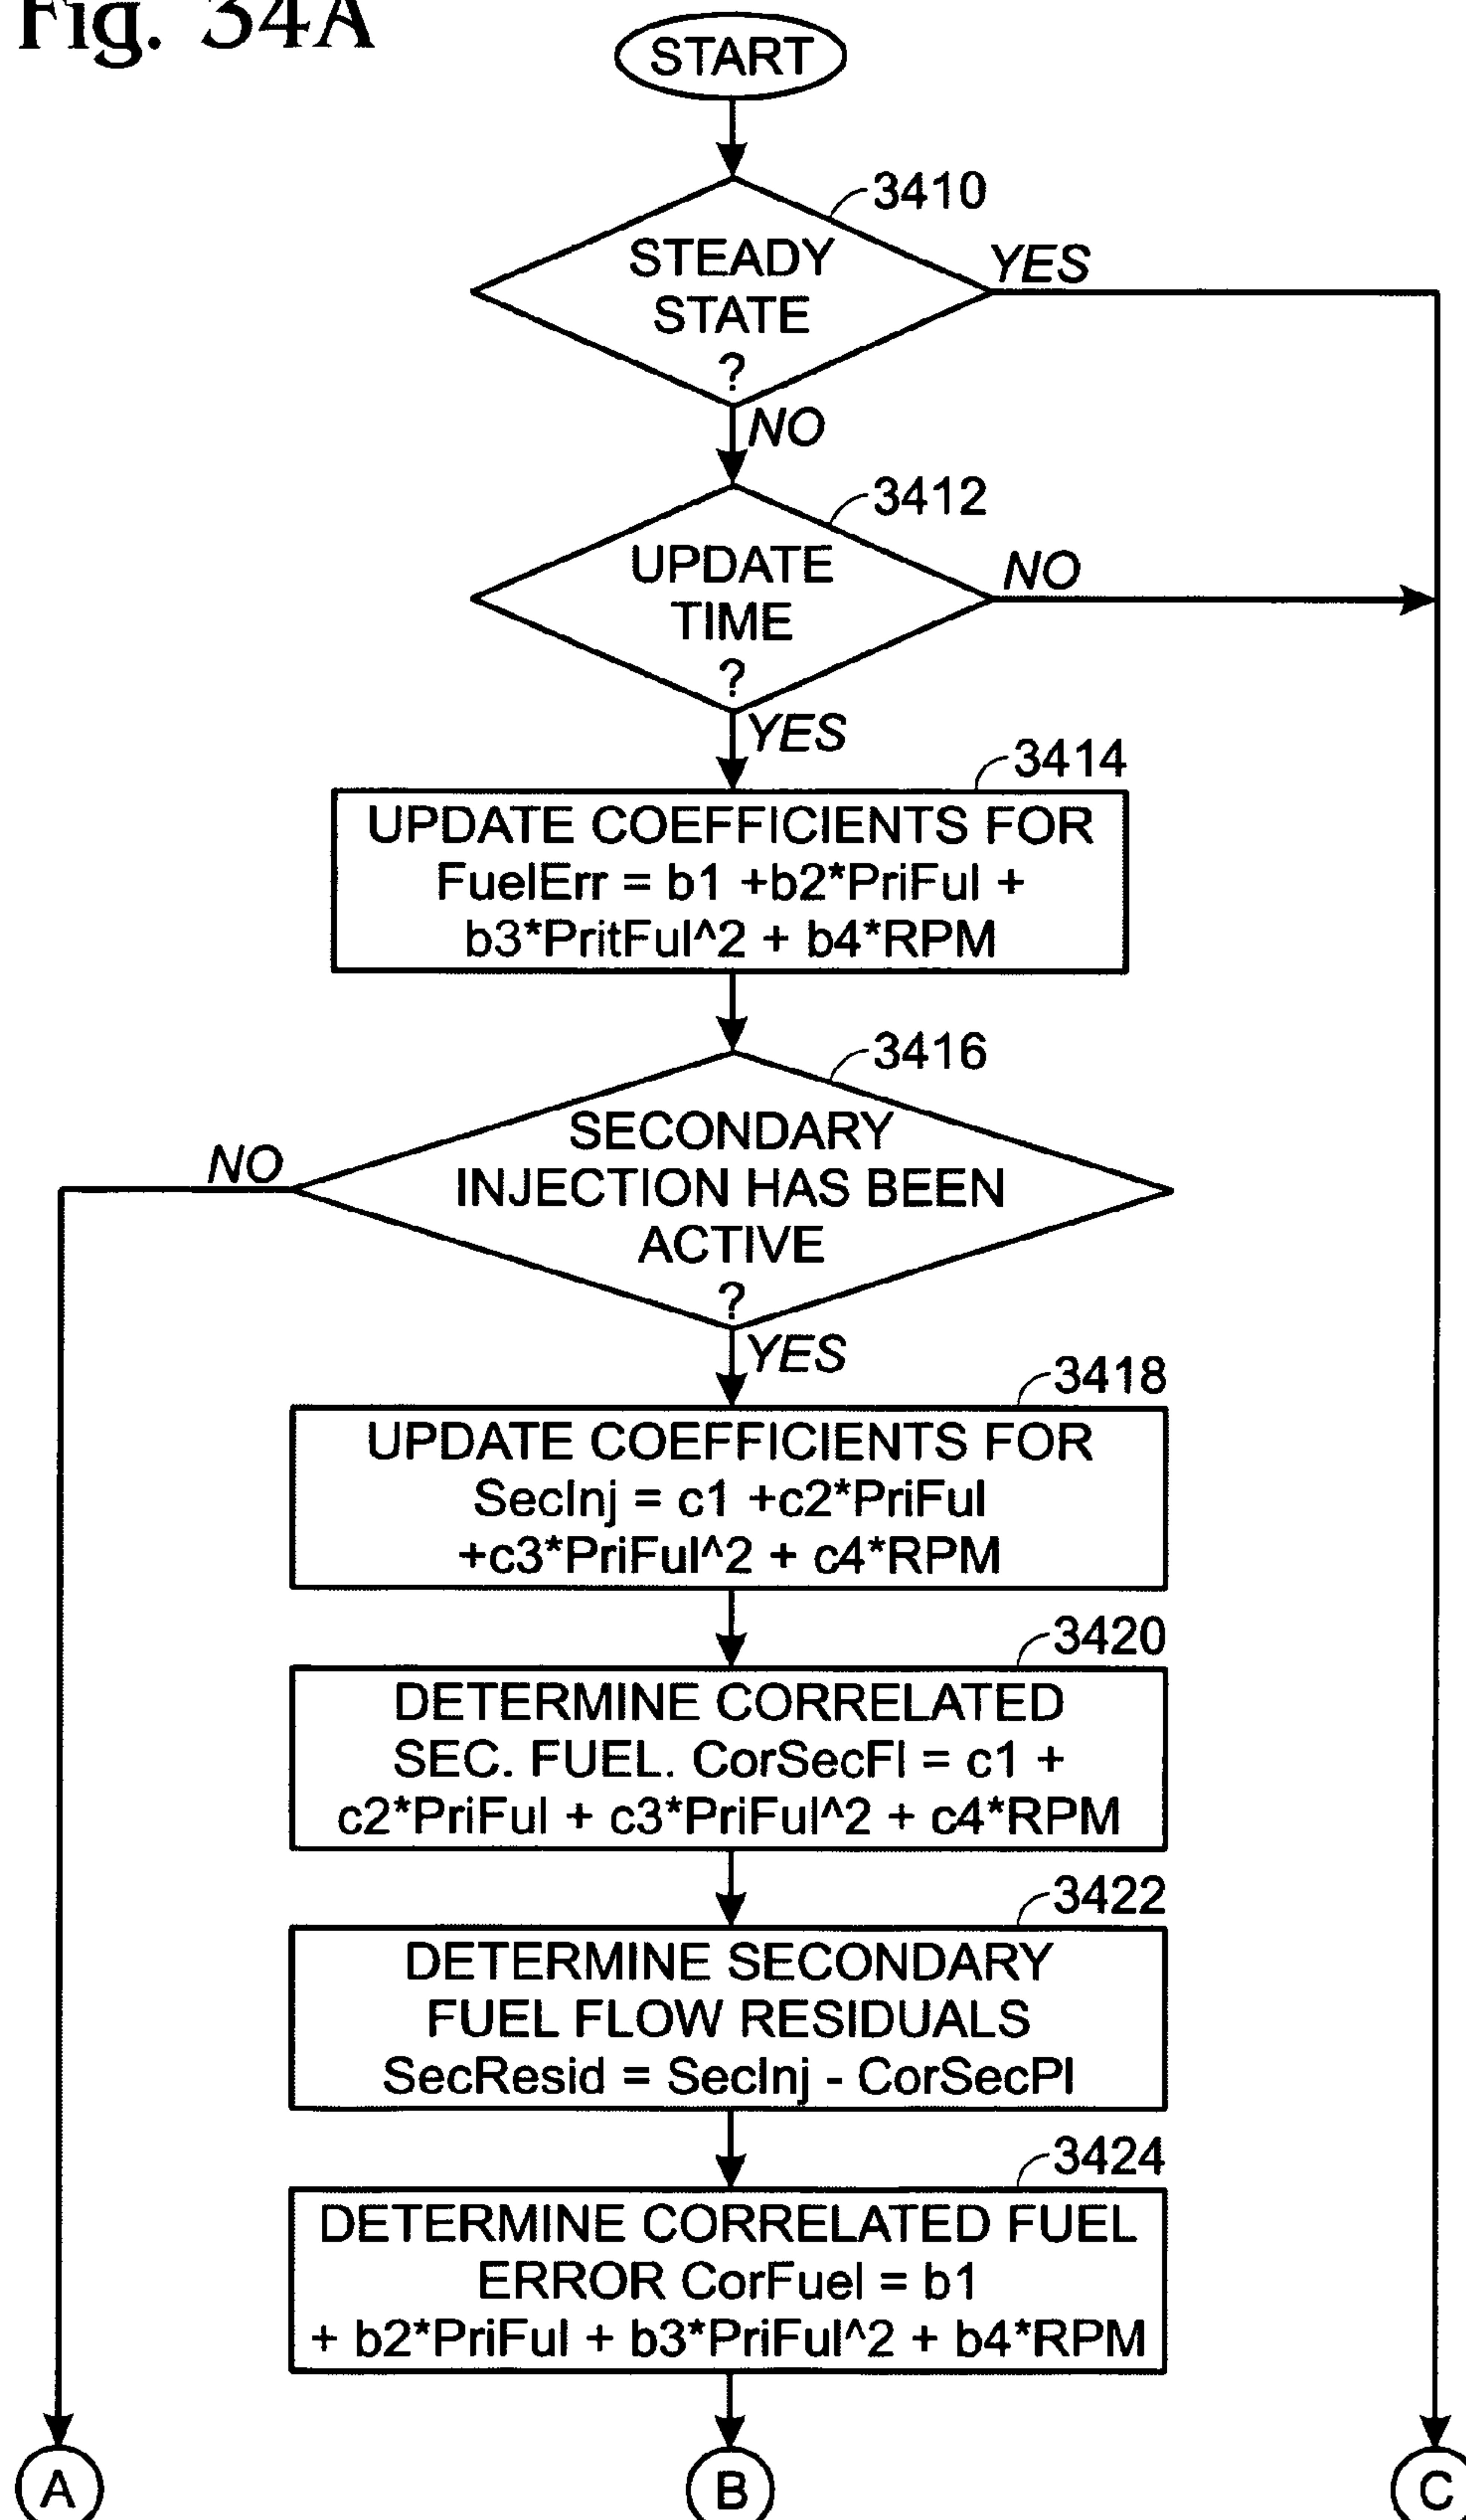 Fig. 34A
START
3410
STEADY
STATE
?
YES
NO
3412
UPDATE
TIME
?
NO
YES
3414
UPDATE COEFFICIENTS FOR
FuelErr = b1 +b2*PriFul +
b3*PritFul^2 + b4*RPM
3416
SECONDARY
INJECTION HAS BEEN
ACTIVE
?
NO
YES
3418
UPDATE COEFFICIENTS FOR
SecInj = c1 +c2*PriFul
+c3*PriFul^2 + c4*RPM
3420
DETERMINE CORRELATED
SEC. FUEL. CorSecFl = c1 +
c2*PriFul + c3*PriFul^2 + c4*RPM
3422
DETERMINE SECONDARY
FUEL FLOW RESIDUALS
SecResid = SecInj - CorSecPl
3424
DETERMINE CORRELATED FUEL
ERROR CorFuel = b1
+ b2*PriFul + b3*PriFul^2 + b4*RPM
A
B
C